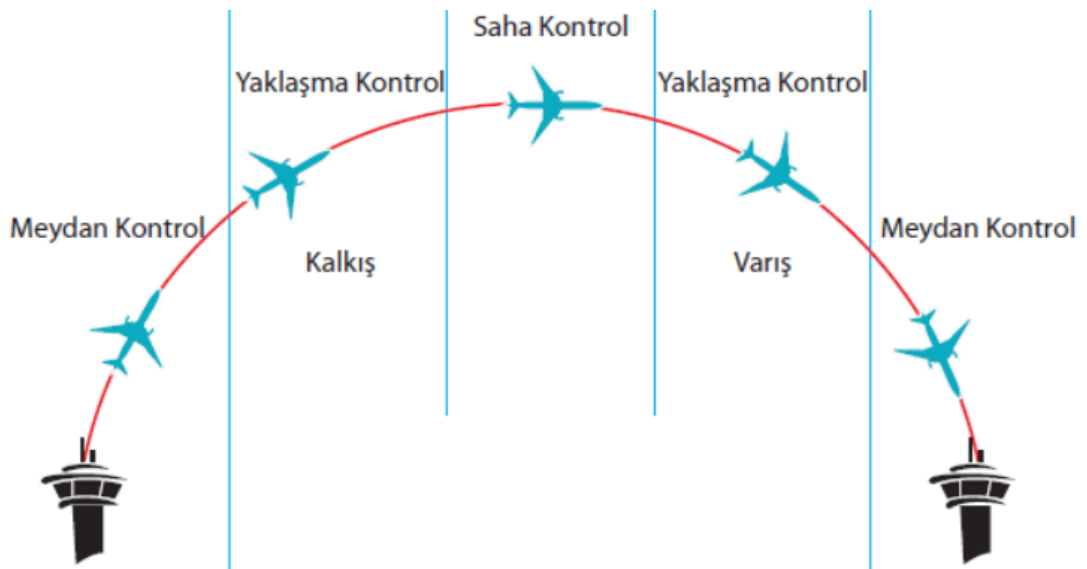 Saha Kontrol
Yaklaşma Kontrol
Yaklaşma Kontrol
Meydan Kontrol
Meydan Kontrol
Kalkış
Varış